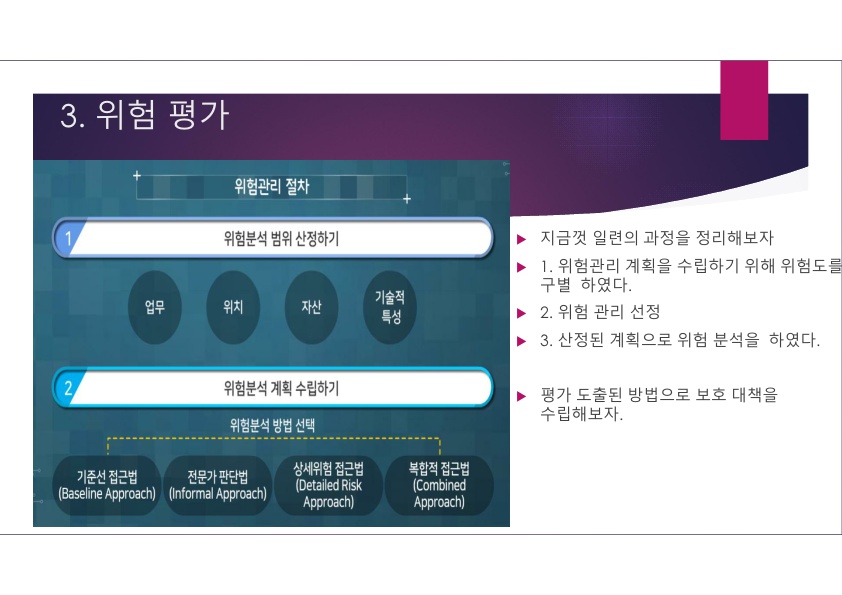 3. 위험 평가
위험관리 절차
1 위험분석 범위 산정하기
업무
위치
자산
기술적
특성
2 위험분석 계획 수립하기
위험분석 방법 선택
기준선 접근법
(Baseline Approach)
전문가 판단법
(Informal Approach)
상세위험 접근법
(Detailed Risk
Approach)
복합적 접근법
(Combined
Approach)
지금껏 일련의 과정을 정리해보자
1. 위험관리 계획을 수립하기 위해 위험도를
구별 하였다.
2. 위험 관리 선정
3. 산정된 계획으로 위험 분석을 하였다.
평가 도출된 방법으로 보호 대책을
수립해보자.